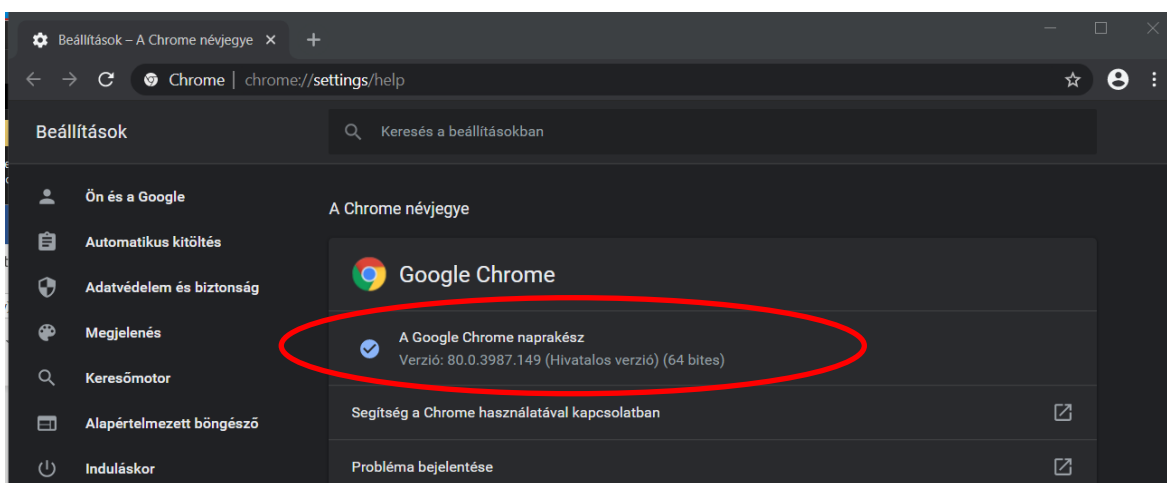 Beállítások – A Chrome névjegye
Chrome | chrome://settings/help
Beállítások
Keresés a beállításokban
Ön és a Google
Automatikus kitöltés
Adatvédelem és biztonság
Megjelenés
Keresőmotor
Alapértelmezett böngésző
Induláskor
A Chrome névjegye
Google Chrome
A Google Chrome naprakész
Verzió: 80.0.3987.149 (Hivatalos verzió) (64 bites)
Segítség a Chrome használatával kapcsolatban
Probléma bejelentése